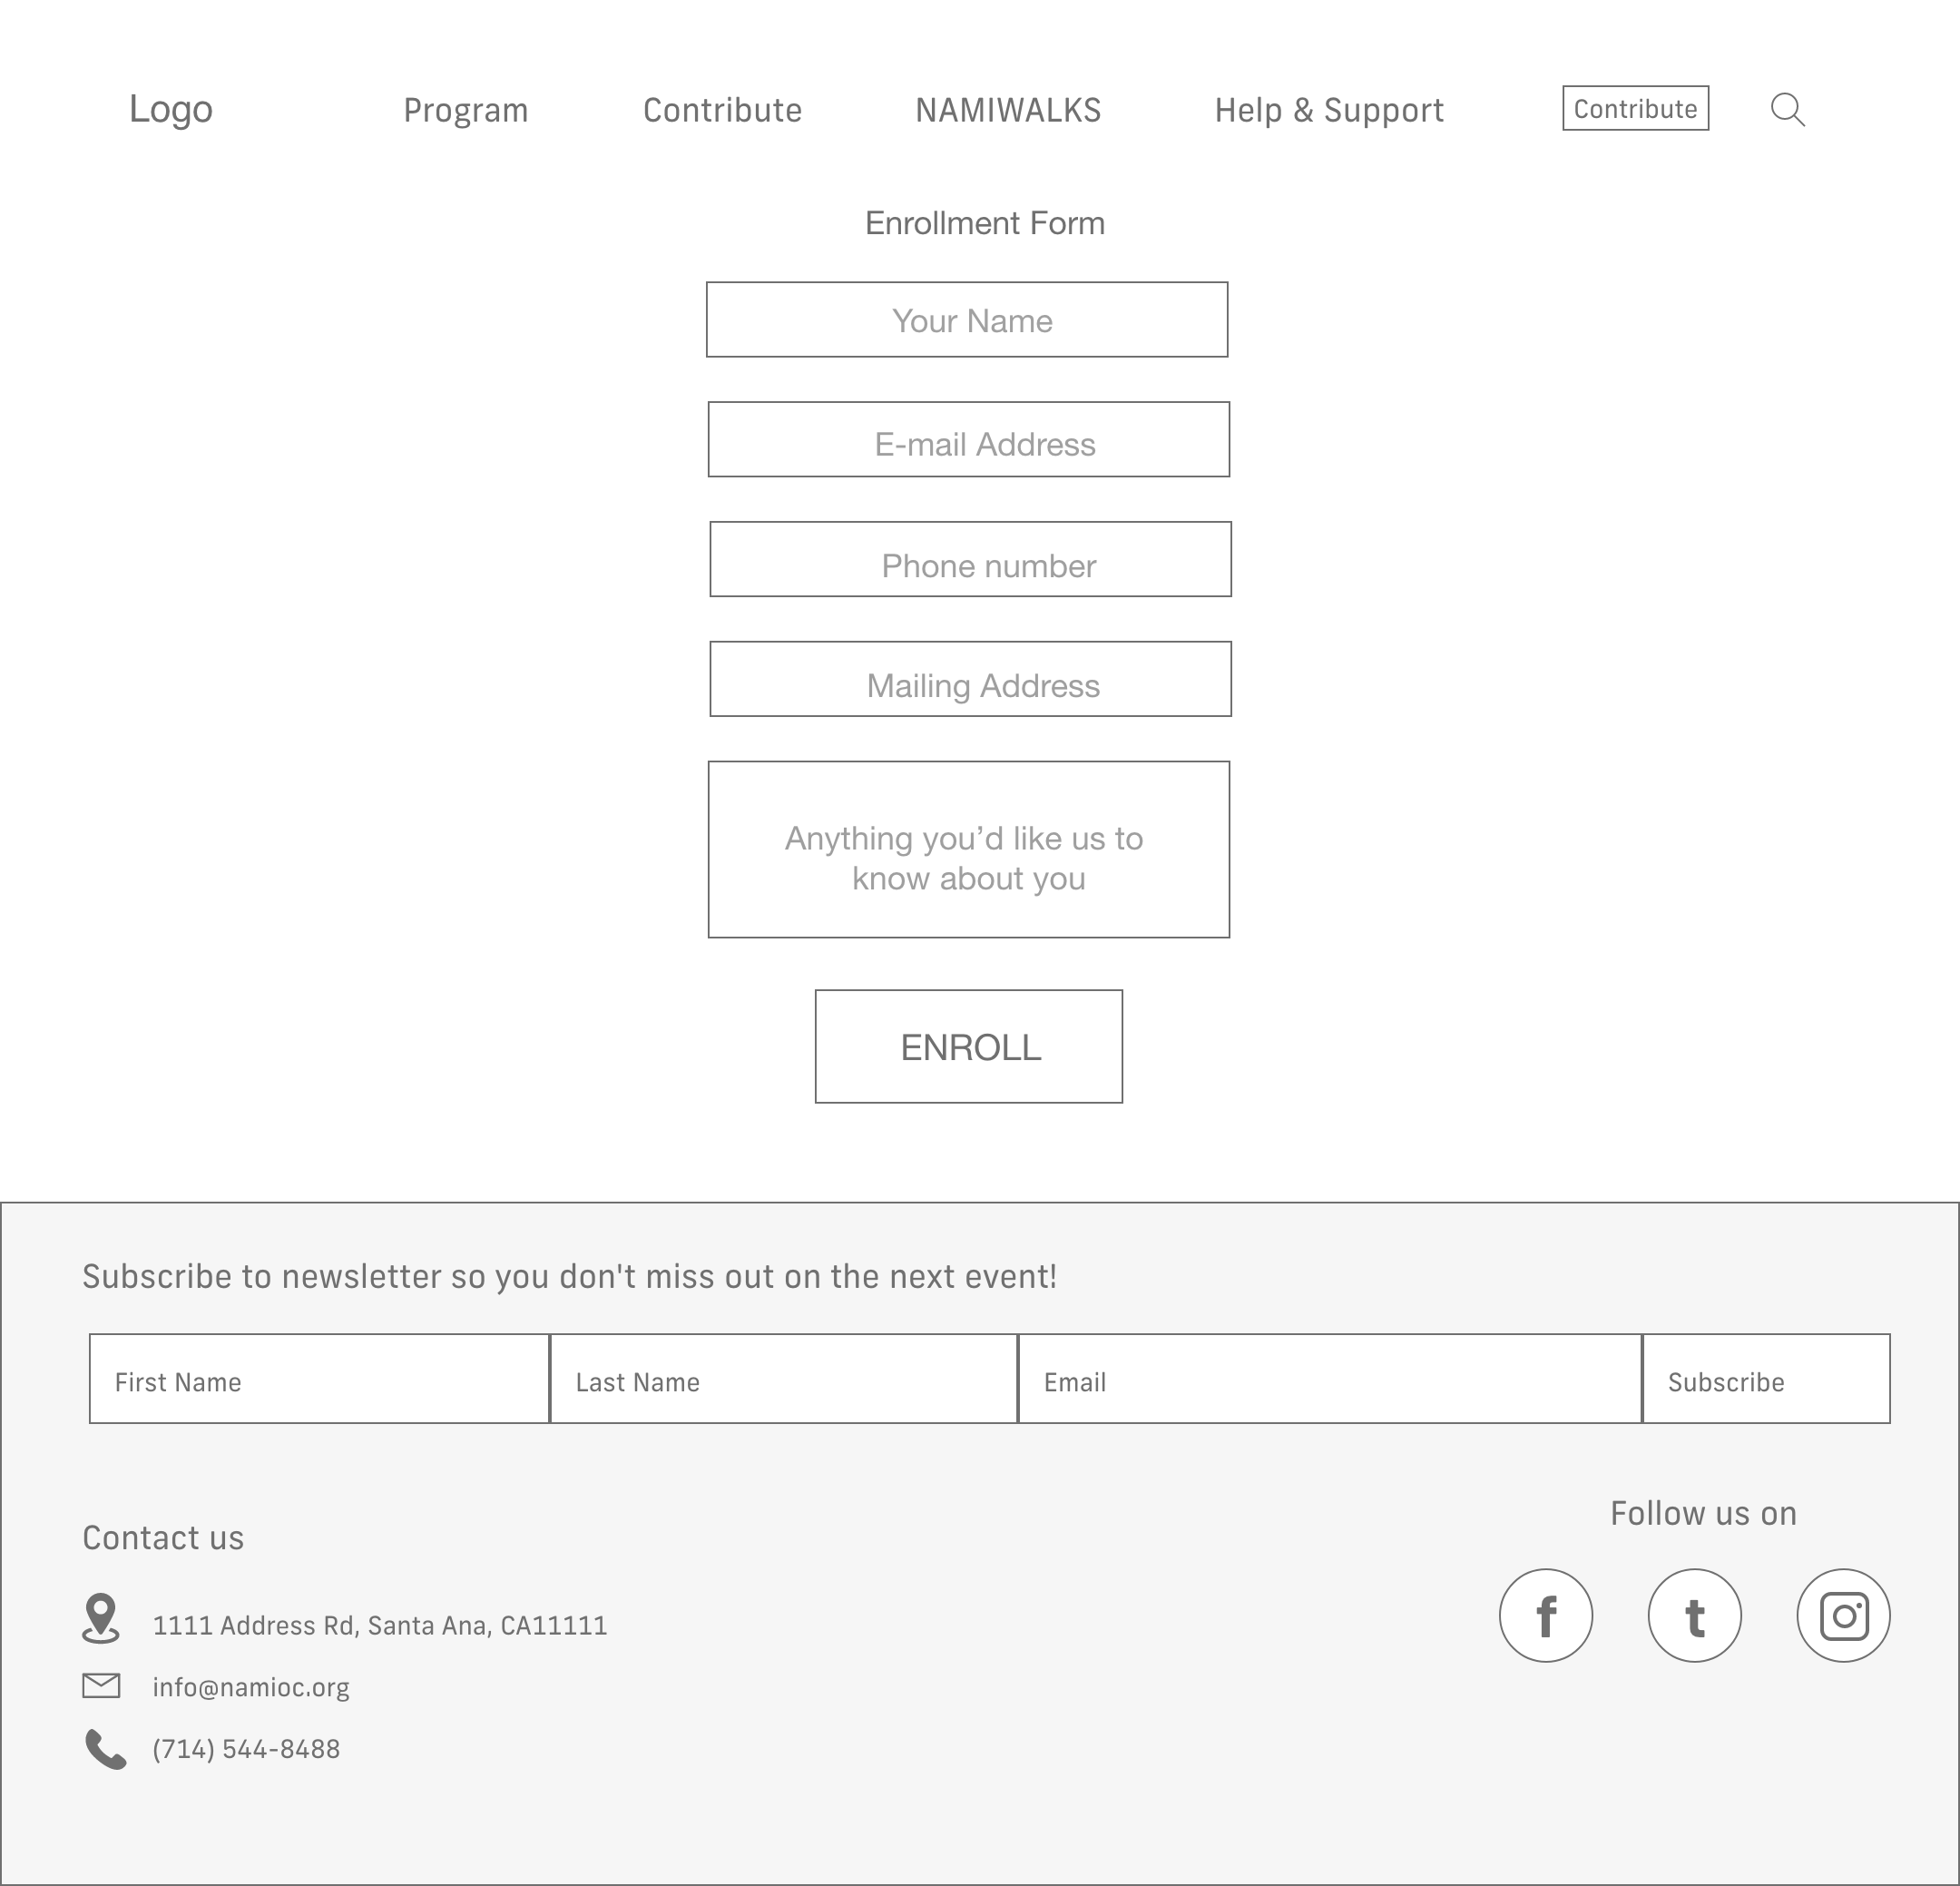 Logo
Program
Contribute
NAMIWALKS
Help & Support
Contribute
Enrollment Form
Your Name
E-mail Address
Phone number
Mailing Address
Anything you’d like us to
know about you
ENROLL
Subscribe to newsletter so you don't miss out on the next event!
First Name
Last Name
Email
Subscribe
Contact us
1111 Address Rd, Santa Ana, CA11111
info@namioc.org
(714) 544-8488
Follow us on
f
t